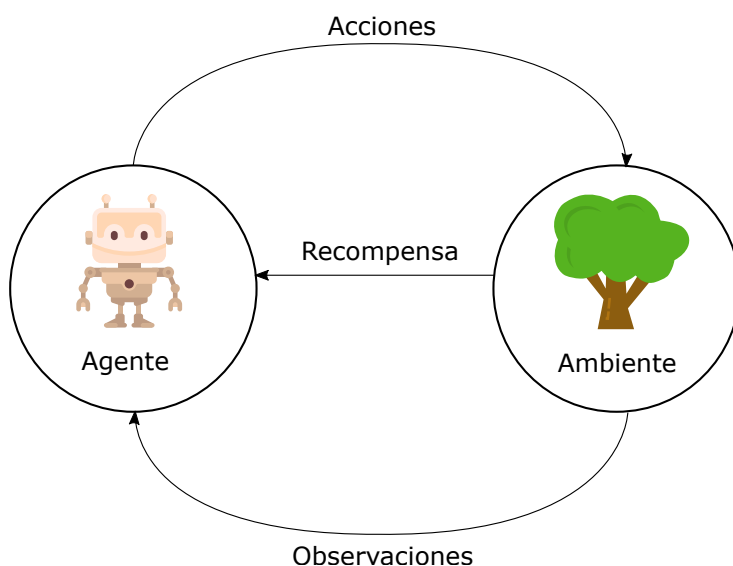 Acciones
Recompensa
Agente
Ambiente
Observaciones